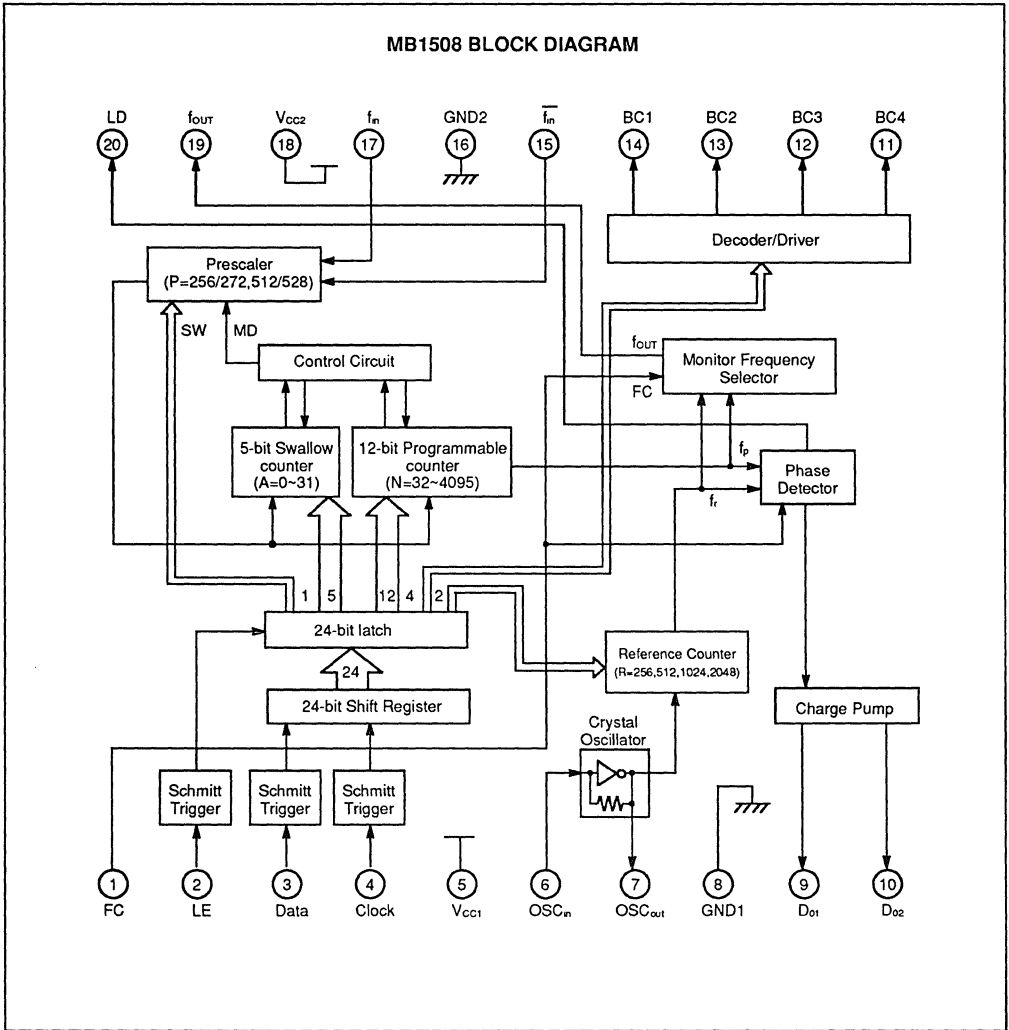 MB1508 BLOCK DIAGRAM
LD
fOUT
VCC2
fin
GND2
f̅i̅n̅
BC1
BC2
BC3
BC4
20
19
18
17
16
15
14
13
12
11
Decoder/Driver
Prescaler
(P=256/272,512/528)
SW
MD
Control Circuit
fOUT
FC
Monitor Frequency
Selector
5-bit Swallow
counter
(A=0~31)
12-bit Programmable
counter
(N=32~4095)
fp
fr
Phase
Detector
1
5
12
4
2
24-bit latch
24
24-bit Shift Register
Reference Counter
(R=256,512,1024,2048)
Charge Pump
Crystal
Oscillator
Schmitt
Trigger
Schmitt
Trigger
Schmitt
Trigger
1
2
3
4
5
6
7
8
9
10
FC
LE
Data
Clock
VCC1
OSCin
OSCout
GND1
D01
D02